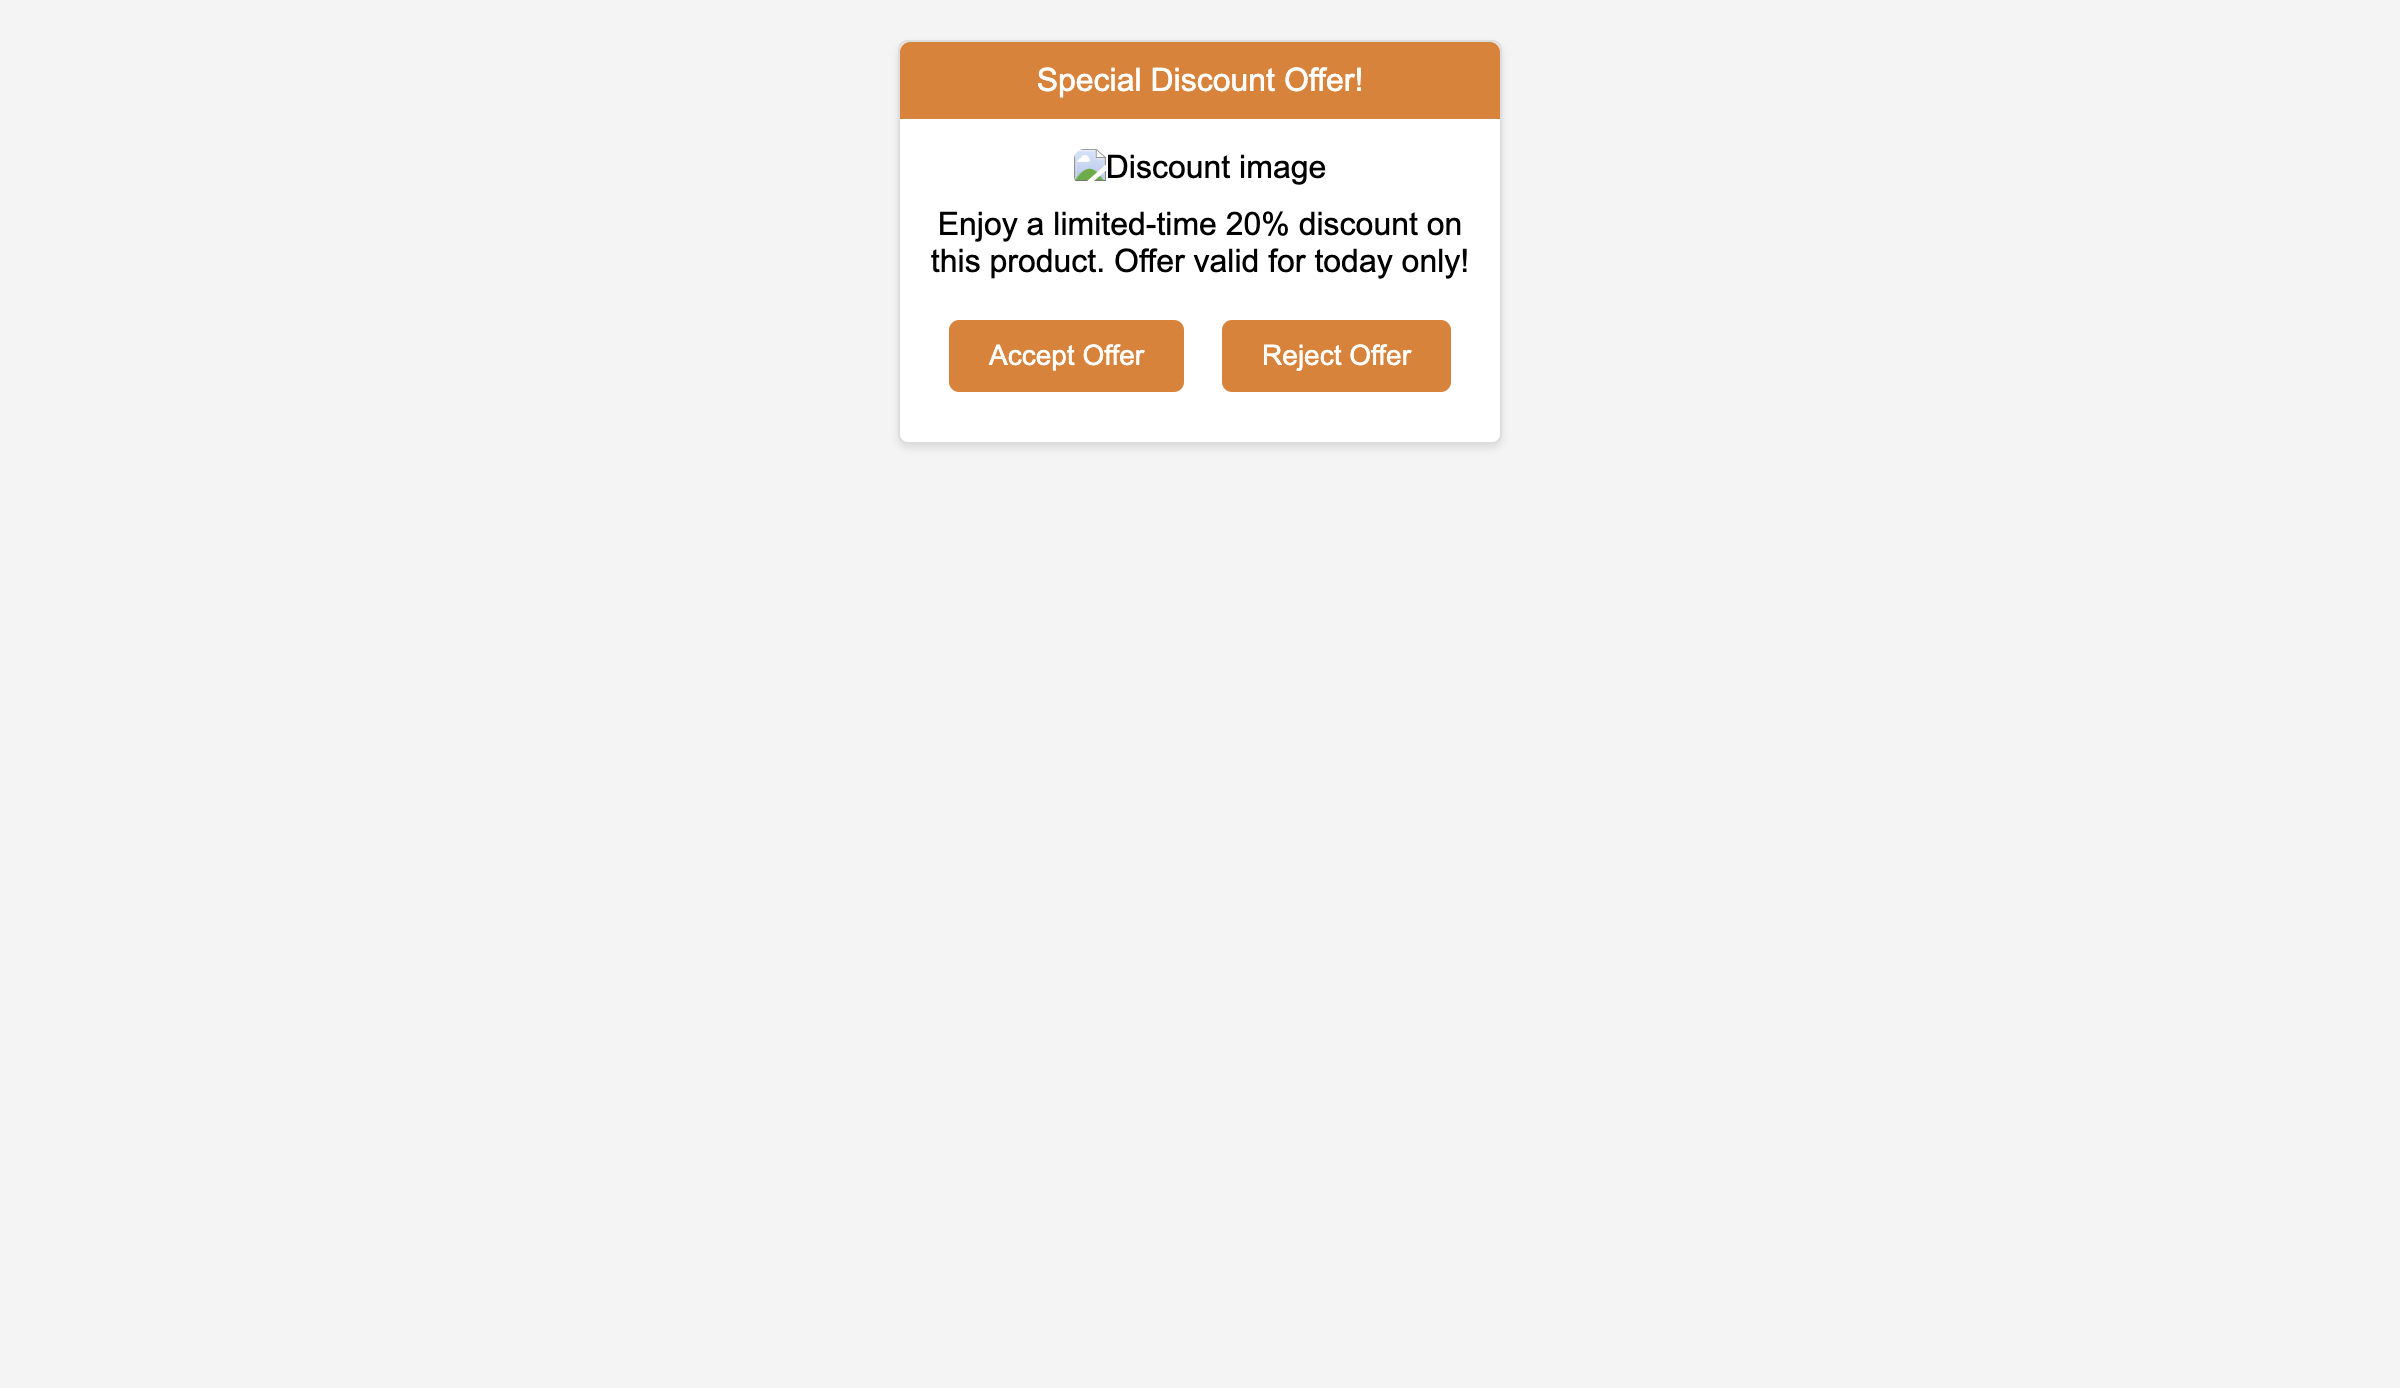 Special Discount Offer!
Discount image
Enjoy a limited-time 20% discount on
this product. Offer valid for today only!
Accept Offer
Reject Offer